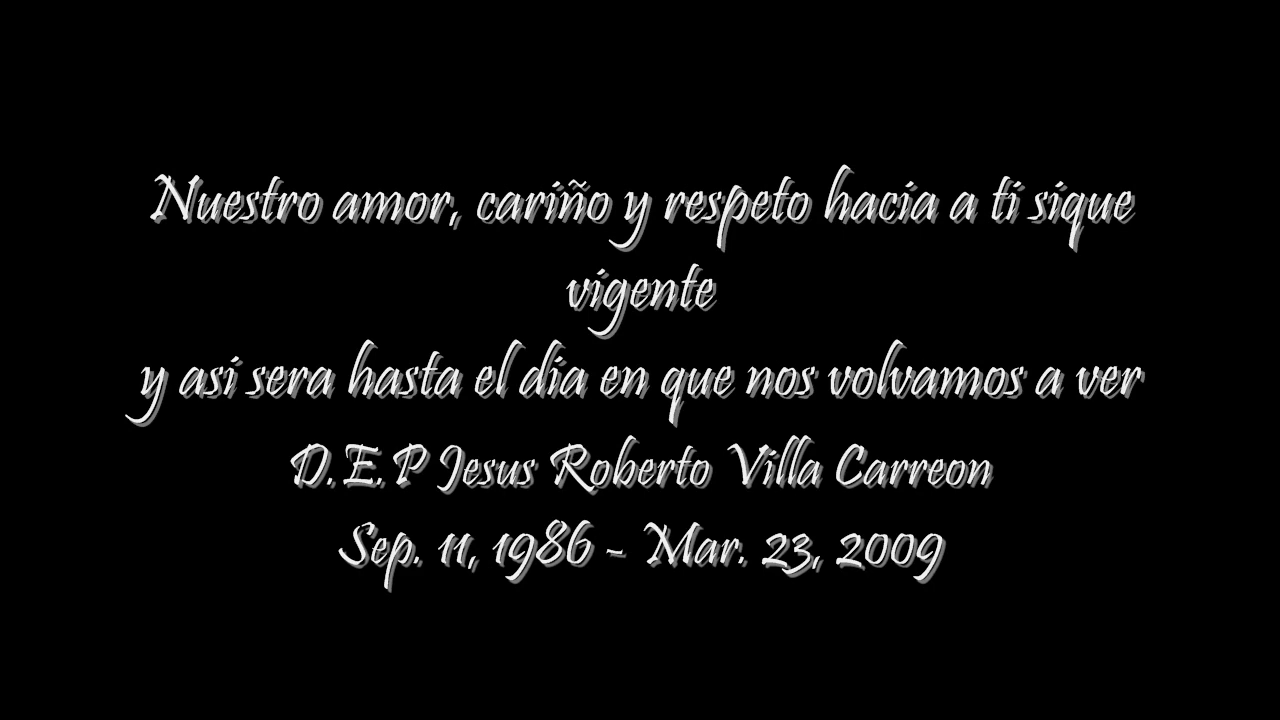 Nuestro amor, cariño y respeto hacia a ti sique
vigente
y asi sera hasta el dia en que nos volvamos a ver
D.E.P Jesus Roberto Villa Carreon
Sep. 11, 1986 - Mar. 23, 2009